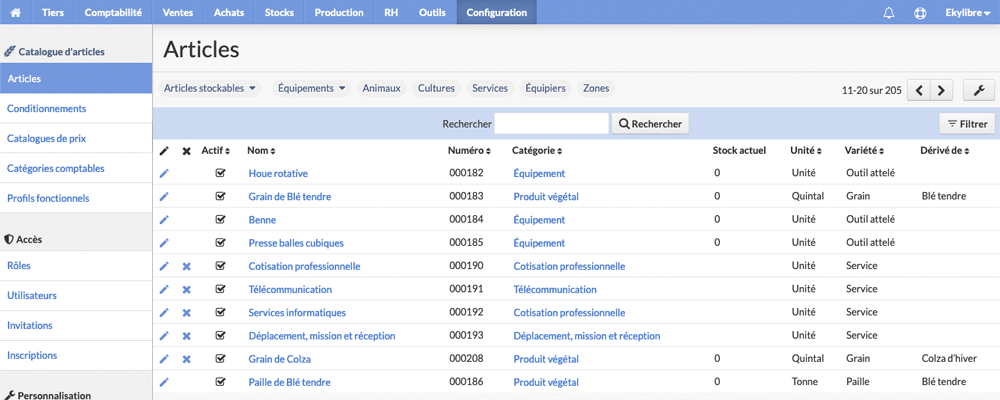 Tiers Comptabilité Ventes Achats Stocks Production RH Outils Configuration Ekylibre
Catalogue d'articles
Articles
Conditionnements
Catalogues de prix
Catégories comptables
Profils fonctionnels
Accès
Rôles
Utilisateurs
Invitations
Inscriptions
Personnalisation
Articles
Articles stockables Équipements Animaux Cultures Services Équipiers Zones 11-20 sur 205
Rechercher Rechercher Filtrer
Actif Nom Numéro Catégorie Stock actuel Unité Variété Dérivé de
Houe rotative 000182 Équipement 0 Unité Outil attelé
Grain de Blé tendre 000183 Produit végétal 0 Quintal Grain Blé tendre
Benne 000184 Équipement 0 Unité Outil attelé
Presse balles cubiques 000185 Équipement 0 Unité Outil attelé
Cotisation professionnelle 000190 Cotisation professionnelle Unité Service
Télécommunication 000191 Télécommunication Unité Service
Services informatiques 000192 Cotisation professionnelle Unité Service
Déplacement, mission et réception 000193 Déplacement, mission et réception Unité Service
Grain de Colza 000208 Produit végétal 0 Quintal Grain Colza d'hiver
Paille de Blé tendre 000186 Produit végétal 0 Tonne Paille Blé tendre